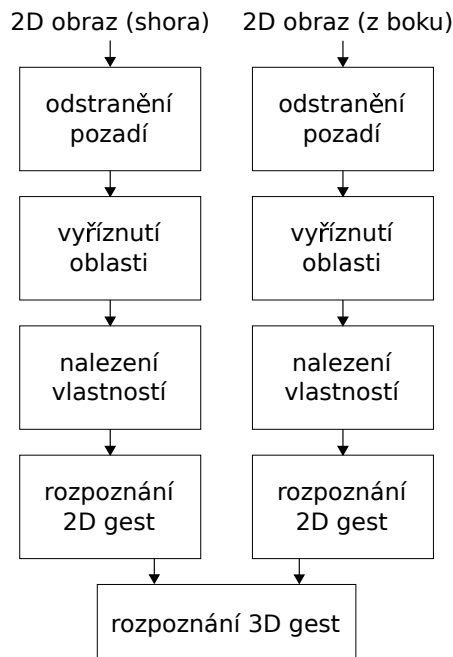 2D obraz (shora)
2D obraz (z boku)
odstranění
pozadí
odstranění
pozadí
vyříznutí
oblasti
vyříznutí
oblasti
nalezení
vlastností
nalezení
vlastností
rozpoznání
2D gest
rozpoznání
2D gest
rozpoznání 3D gest